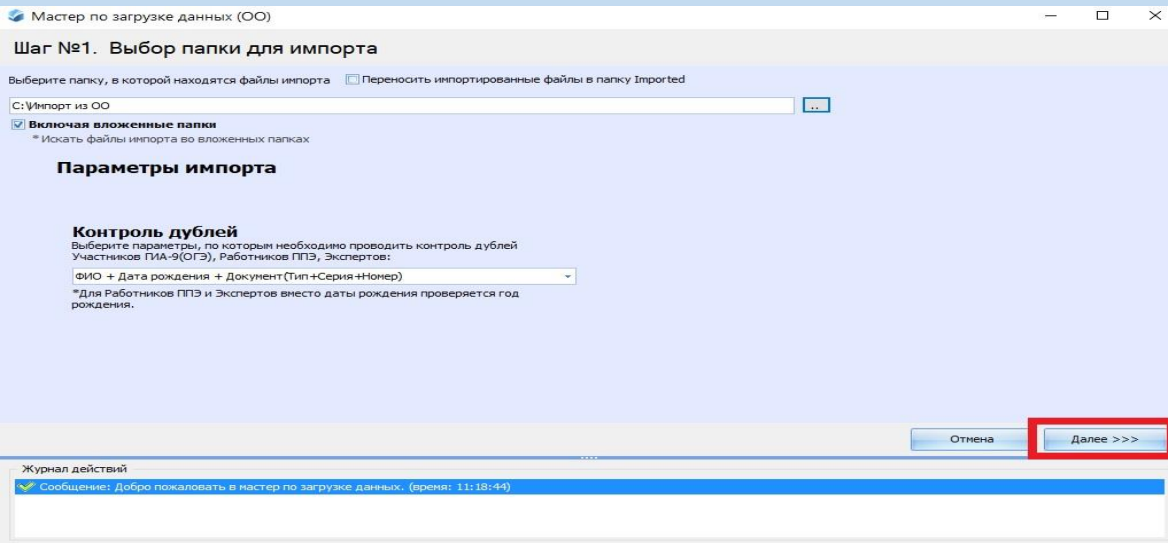 Мастер по загрузке данных (ОО)
Шаг №1. Выбор папки для импорта
Выберите папку, в которой находятся файлы импорта Переносить импортированные файлы в папку Imported
C:\Импорт из ОО ..
Включая вложенные папки
* Искать файлы импорта во вложенных папках
Параметры импорта
Контроль дублей
Выберите параметры, по которым необходимо проводить контроль дублей
Участников ГИА-9(ОГЭ), Работников ППЭ, Экспертов:
ФИО + Дата рождения + Документ(Тип+Серия+Номер)
*Для Работников ППЭ и Экспертов вместо даты рождения проверяется год
рождения.
Отмена Далее >>>
Журнал действий
Сообщение: Добро пожаловать в мастер по загрузке данных. (время: 11:18:44)